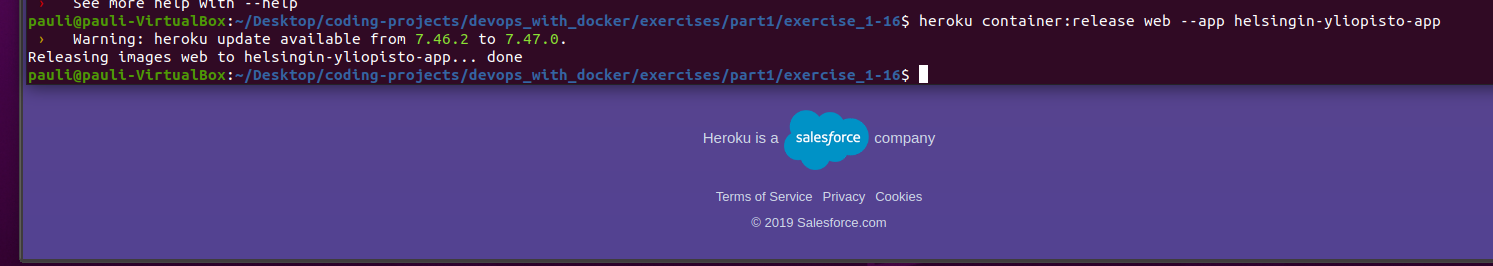 › See more help with --help
pauli@pauli-VirtualBox:~/Desktop/coding-projects/devops_with_docker/exercises/part1/exercise_1-16$ heroku container:release web --app helsingin-yliopisto-app
› Warning: heroku update available from 7.46.2 to 7.47.0.
Releasing images web to helsingin-yliopisto-app... done
pauli@pauli-VirtualBox:~/Desktop/coding-projects/devops_with_docker/exercises/part1/exercise_1-16$
Heroku is a salesforce company
Terms of Service Privacy Cookies
© 2019 Salesforce.com